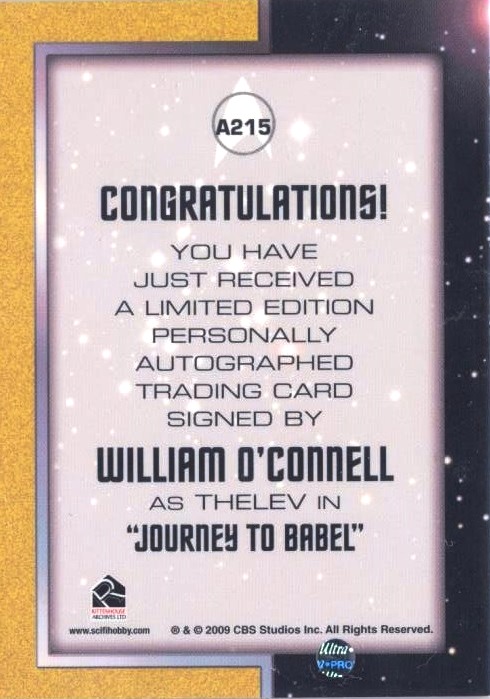 A215
CONGRATULATIONS!
YOU HAVE
JUST RECEIVED
A LIMITED EDITION
PERSONALLY
AUTOGRAPHED
TRADING CARD
SIGNED BY
WILLIAM O'CONNELL
AS THELEV IN
"JOURNEY TO BABEL"
RITTENHOUSE
ARCHIVES LTD
www.scifihobby.com
® & © 2009 CBS Studios Inc. All Rights Reserved.
Ultra•
PRO